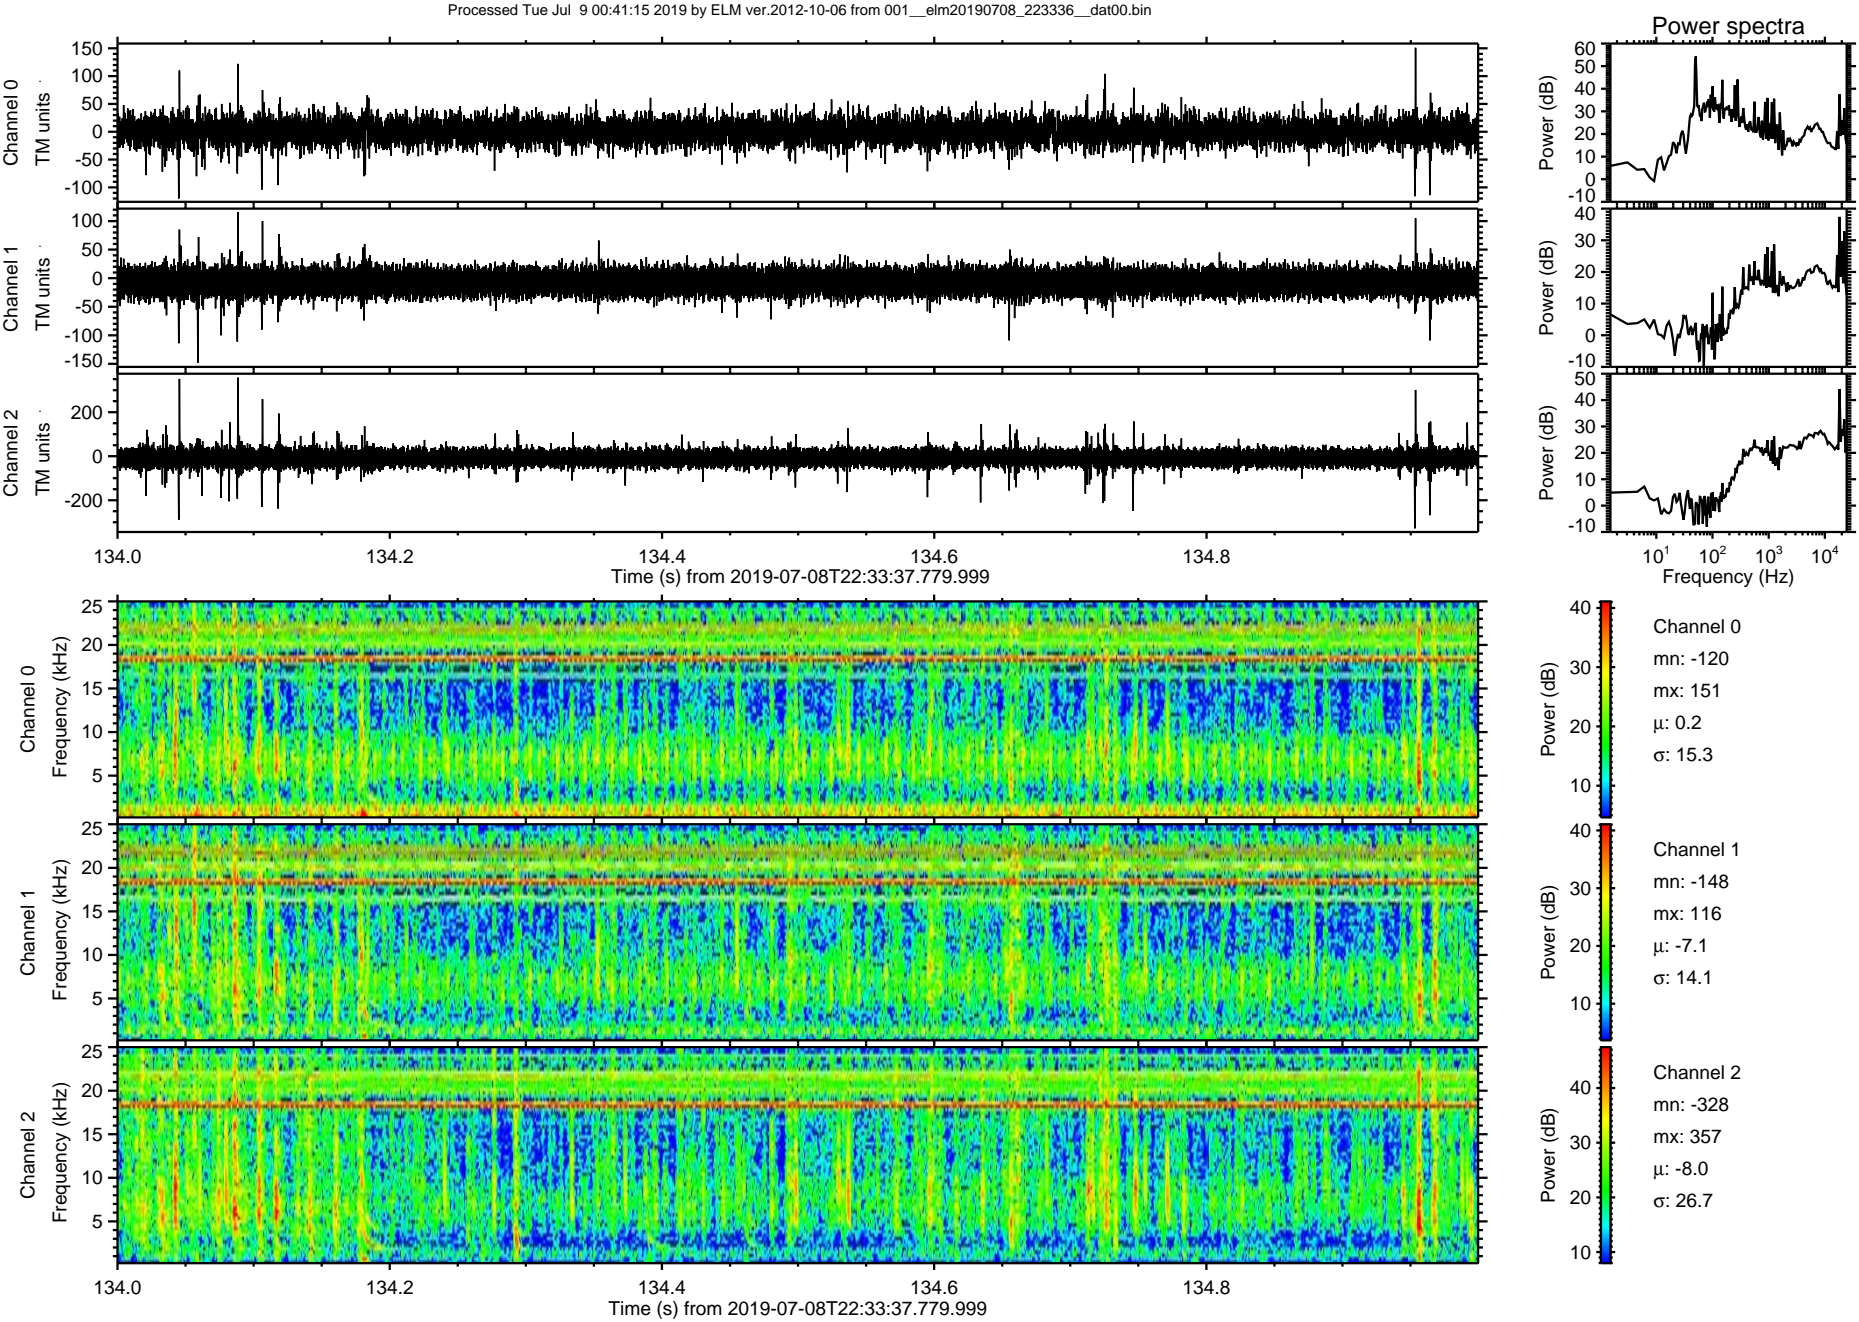 Processed Tue Jul  9 00:41:15 2019 by ELM ver.2012-10-06 from 001__elm20190708_223336__dat00.bin
Power spectra
Channel 0
TM units
150
100
50
0
-50
-100
Power (dB)
60
50
40
30
20
10
0
-10
Channel 1
TM units
100
50
0
-50
-100
-150
Power (dB)
40
30
20
10
0
-10
Channel 2
TM units
200
0
-200
Power (dB)
50
40
30
20
10
0
-10
134.0 134.2 134.4 134.6 134.8
Time (s) from 2019-07-08T22:33:37.779.999
10¹ 10² 10³ 10⁴
Frequency (Hz)
Channel 0
Frequency (kHz)
25
20
15
10
5
Power (dB)
40
30
20
10
Channel 0
mn: -120
mx: 151
μ: 0.2
σ: 15.3
Channel 1
Frequency (kHz)
25
20
15
10
5
Power (dB)
40
30
20
10
Channel 1
mn: -148
mx: 116
μ: -7.1
σ: 14.1
Channel 2
Frequency (kHz)
25
20
15
10
5
Power (dB)
40
30
20
10
Channel 2
mn: -328
mx: 357
μ: -8.0
σ: 26.7
134.0 134.2 134.4 134.6 134.8
Time (s) from 2019-07-08T22:33:37.779.999